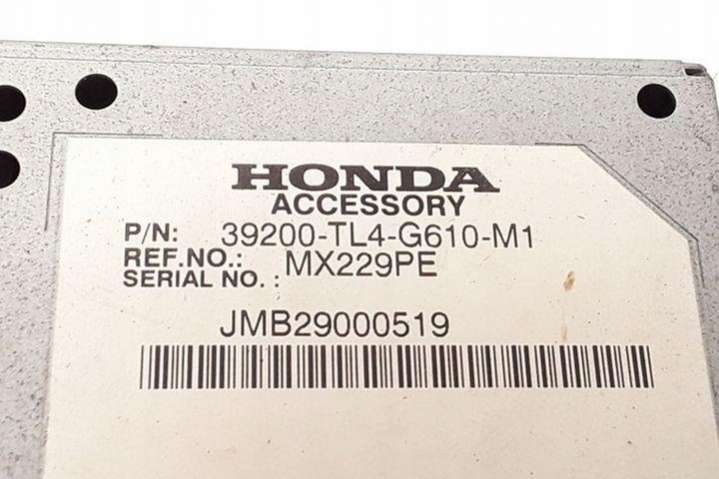 HONDA
ACCESSORY
P/N: 39200-TL4-G610-M1
REF.NO.: MX229PE
SERIAL NO. :
JMB29000519